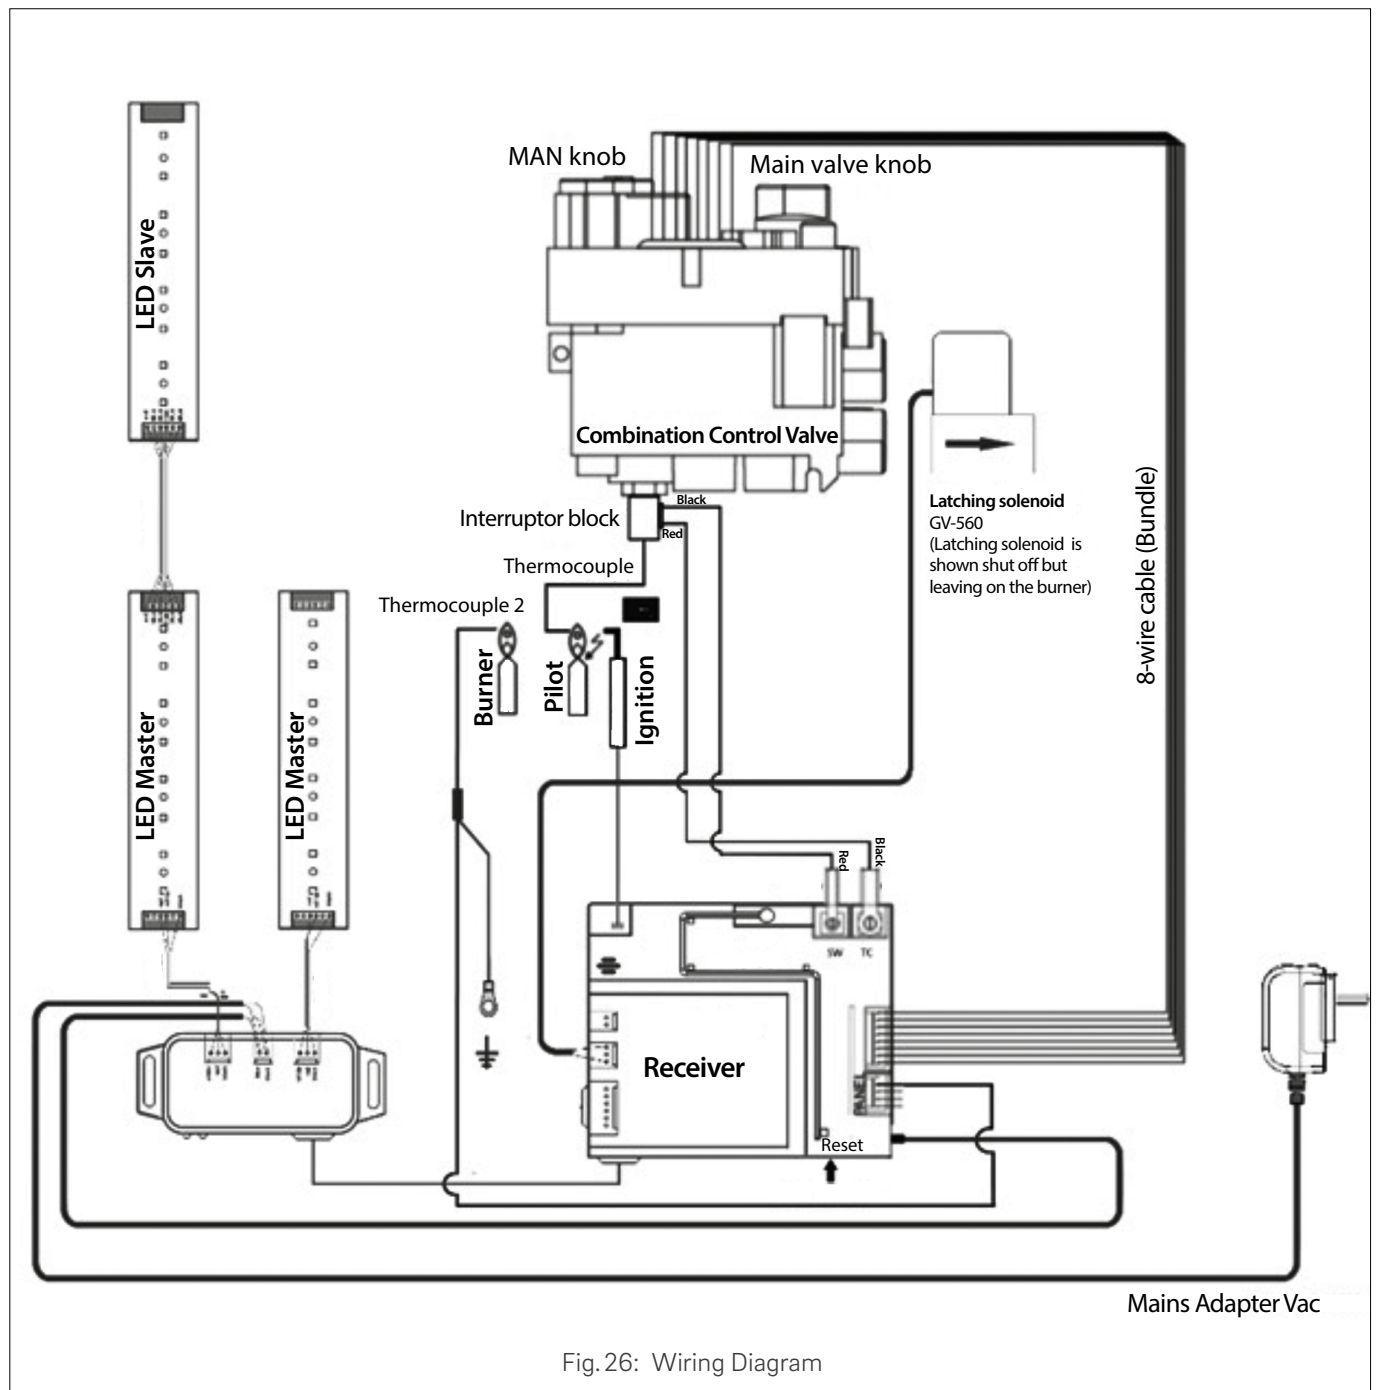 MAN knob
Main valve knob
LED Slave
Combination Control Valve
Black
Interruptor block
Red
Latching solenoid
GV-560
(Latching solenoid is
shown shut off but
leaving on the burner)
8-wire cable (Bundle)
Thermocouple
Thermocouple 2
Burner
Pilot
Ignition
LED Master
LED Master
Red
Black
SW
TC
Receiver
PANEL
Reset
Mains Adapter Vac
Fig. 26: Wiring Diagram